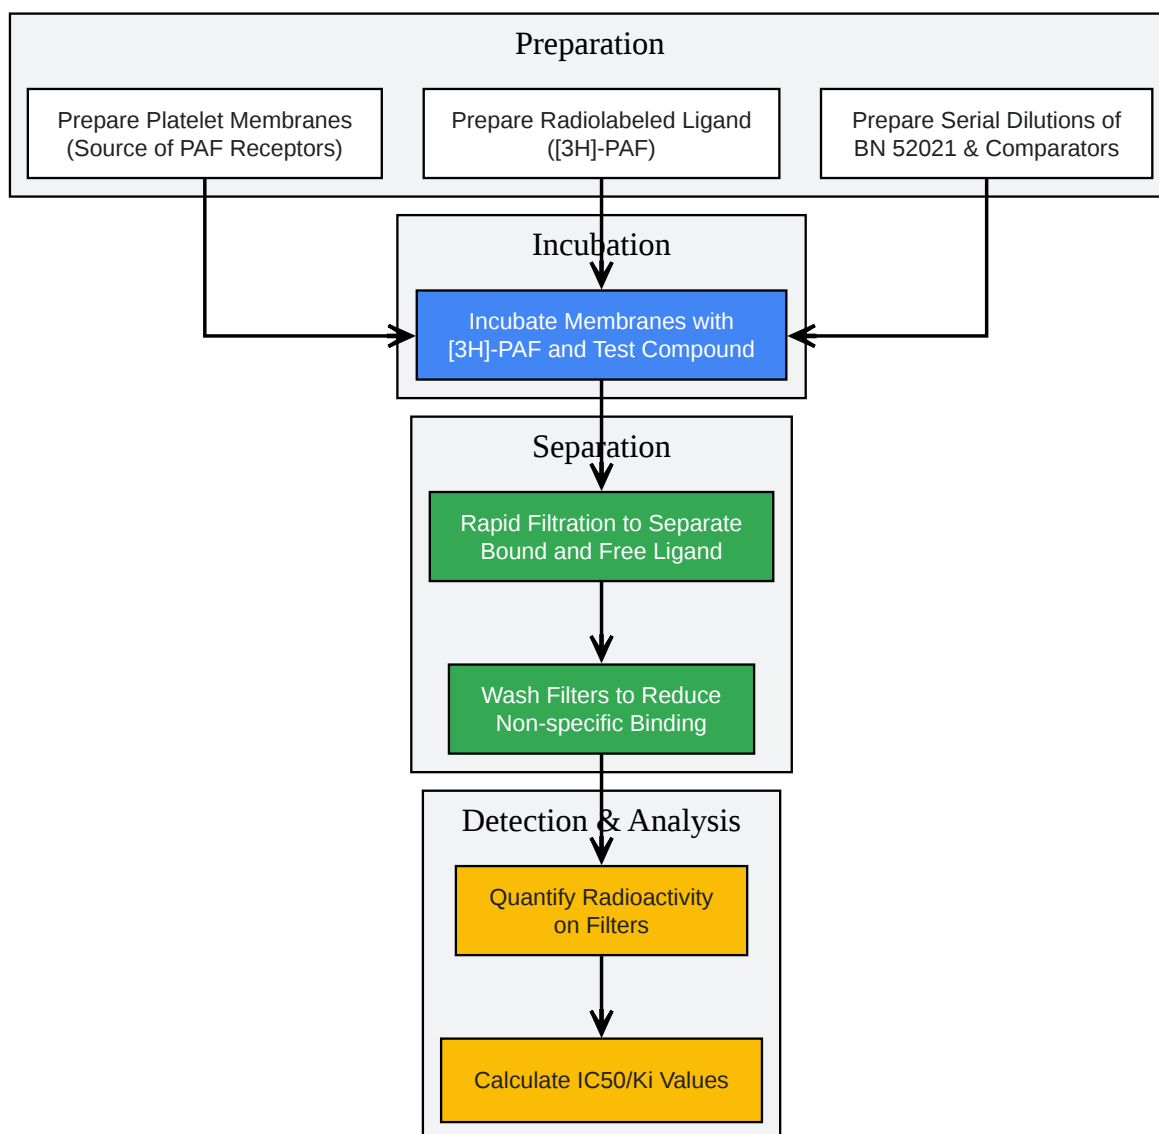 Preparation
Prepare Platelet Membranes
(Source of PAF Receptors)
Prepare Radiolabeled Ligand
([3H]-PAF)
Prepare Serial Dilutions of
BN 52021 & Comparators
Incubation
Incubate Membranes with
[3H]-PAF and Test Compound
Separation
Rapid Filtration to Separate
Bound and Free Ligand
Wash Filters to Reduce
Non-specific Binding
Detection & Analysis
Quantify Radioactivity
on Filters
Calculate IC50/Ki Values